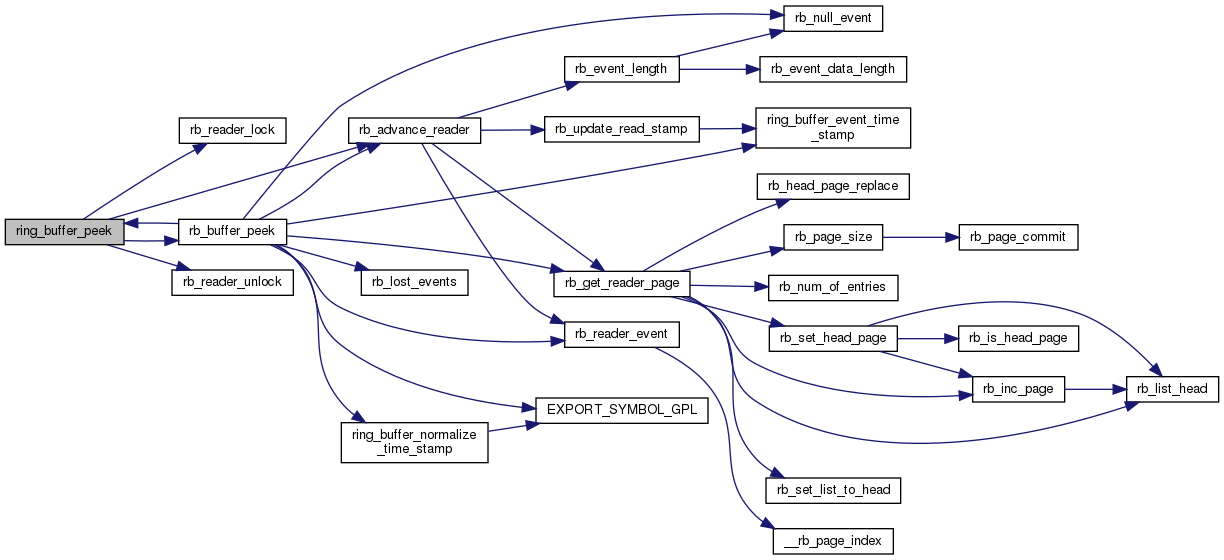 rb_null_event
rb_event_length
rb_event_data_length
rb_reader_lock
rb_advance_reader
rb_update_read_stamp
ring_buffer_event_time
_stamp
rb_head_page_replace
ring_buffer_peek
rb_buffer_peek
rb_page_size
rb_page_commit
rb_reader_unlock
rb_lost_events
rb_get_reader_page
rb_num_of_entries
rb_reader_event
rb_set_head_page
rb_is_head_page
rb_inc_page
rb_list_head
EXPORT_SYMBOL_GPL
ring_buffer_normalize
_time_stamp
rb_set_list_to_head
__rb_page_index